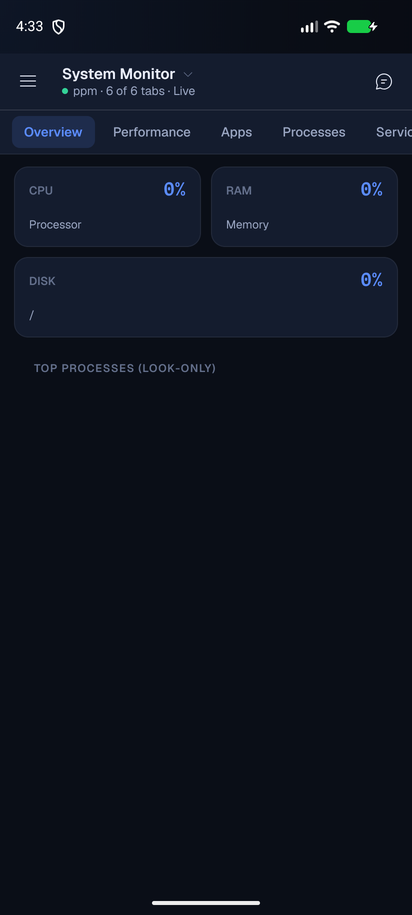 4:33
System Monitor
ppm · 6 of 6 tabs · Live
Overview Performance Apps Processes Servic
CPU 0% RAM 0%
Processor Memory
DISK 0%
/
TOP PROCESSES (LOOK-ONLY)